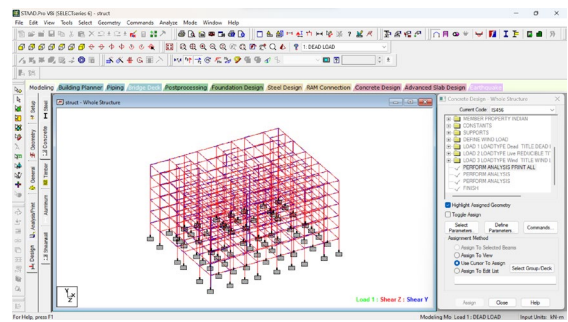 STAAD.Pro V8i (SELECTseries 6) - struct
File Edit View Tools Select Geometry Commands Analyze Mode Window Help
1: DEAD LOAD
Modeling Building Planner Piping Bridge Deck Postprocessing Foundation Design Steel Design RAM Connection Concrete Design Advanced Slab Design Earthquake
Setup
Geometry
General
Analysis/Print
Design
Steel
Concrete
Timber
Aluminum
Shearwall
struct - Whole Structure
Load 1 : Shear Z : Shear Y
Concrete Design - Whole Structure
Current Code: IS456
MEMBER PROPERTY INDIAN
CONSTANTS
SUPPORTS
DEFINE WIND LOAD
LOAD 1 LOADTYPE Dead TITLE DEAD
LOAD 2 LOADTYPE Live REDUCIBLE TI
LOAD 3 LOADTYPE Wind TITLE WIND
PERFORM ANALYSIS PRINT ALL
PERFORM ANALYSIS
PERFORM ANALYSIS
FINISH
Highlight Assigned Geometry
Toggle Assign
Select Parameters
Define Parameters
Commands...
Assignment Method
Assign To Selected Beams
Assign To View
Use Cursor To Assign
Assign To Edit List
Select Group/Deck
Assign Close Help
For Help, press F1
Modeling Mo Load 1 : DEAD LOAD
Input Units: kN-m